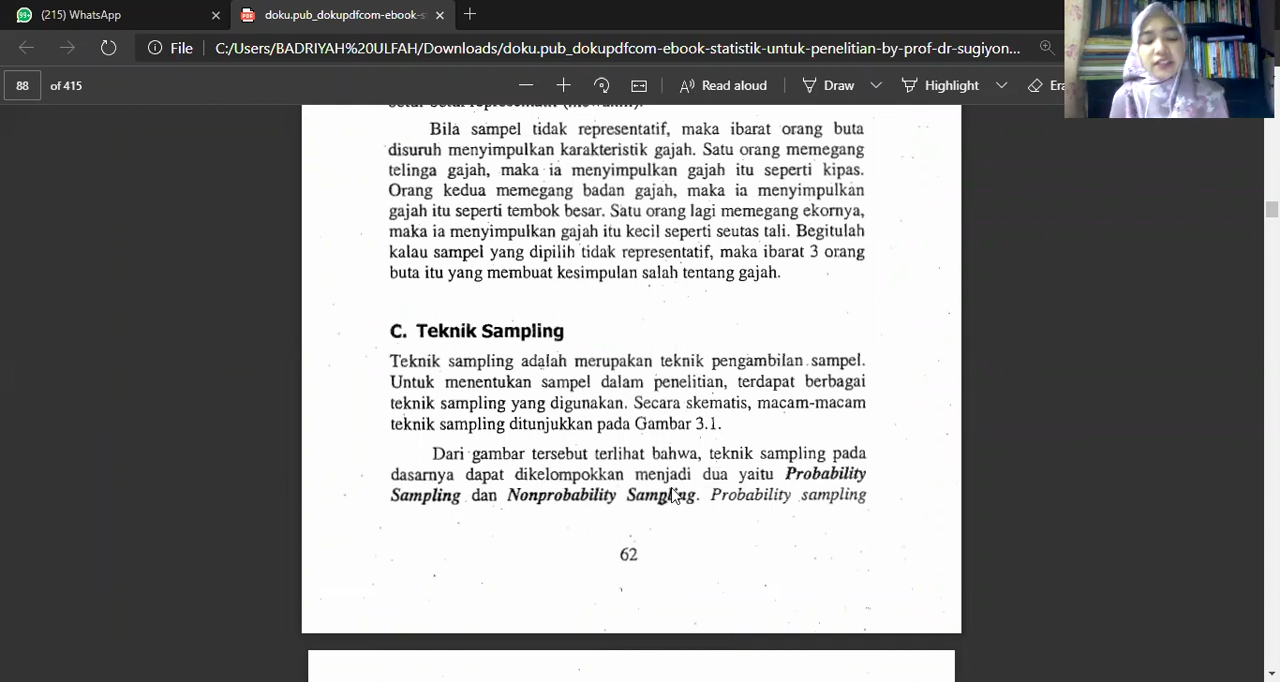 99+
(215) WhatsApp
doku.pub_dokupdfcom-ebook-s
File
C:/Users/BADRIYAH%20ULFAH/Downloads/doku.pub_dokupdfcom-ebook-statistik-untuk-penelitian-by-prof-dr-sugiyon...
88 of 415
Read aloud
Draw
Highlight
Era
Bila sampel tidak representatif, maka ibarat orang buta
disuruh menyimpulkan karakteristik gajah. Satu orang memegang
telinga gajah, maka ia menyimpulkan gajah itu seperti kipas.
Orang kedua memegang badan gajah, maka ia menyimpulkan
gajah itu seperti tembok besar. Satu orang lagi memegang ekornya,
maka ia menyimpulkan gajah itu kecil seperti seutas tali. Begitulah
kalau sampel yang dipilih tidak representatif, maka ibarat 3 orang
buta itu yang membuat kesimpulan salah tentang gajah.
C. Teknik Sampling
Teknik sampling adalah merupakan teknik pengambilan sampel.
Untuk menentukan sampel dalam penelitian, terdapat berbagai
teknik sampling yang digunakan. Secara skematis, macam-macam
teknik sampling ditunjukkan pada Gambar 3.1.
Dari gambar tersebut terlihat bahwa, teknik sampling pada
dasarnya dapat dikelompokkan menjadi dua yaitu Probability
Sampling dan Nonprobability Sampling. Probability sampling
62